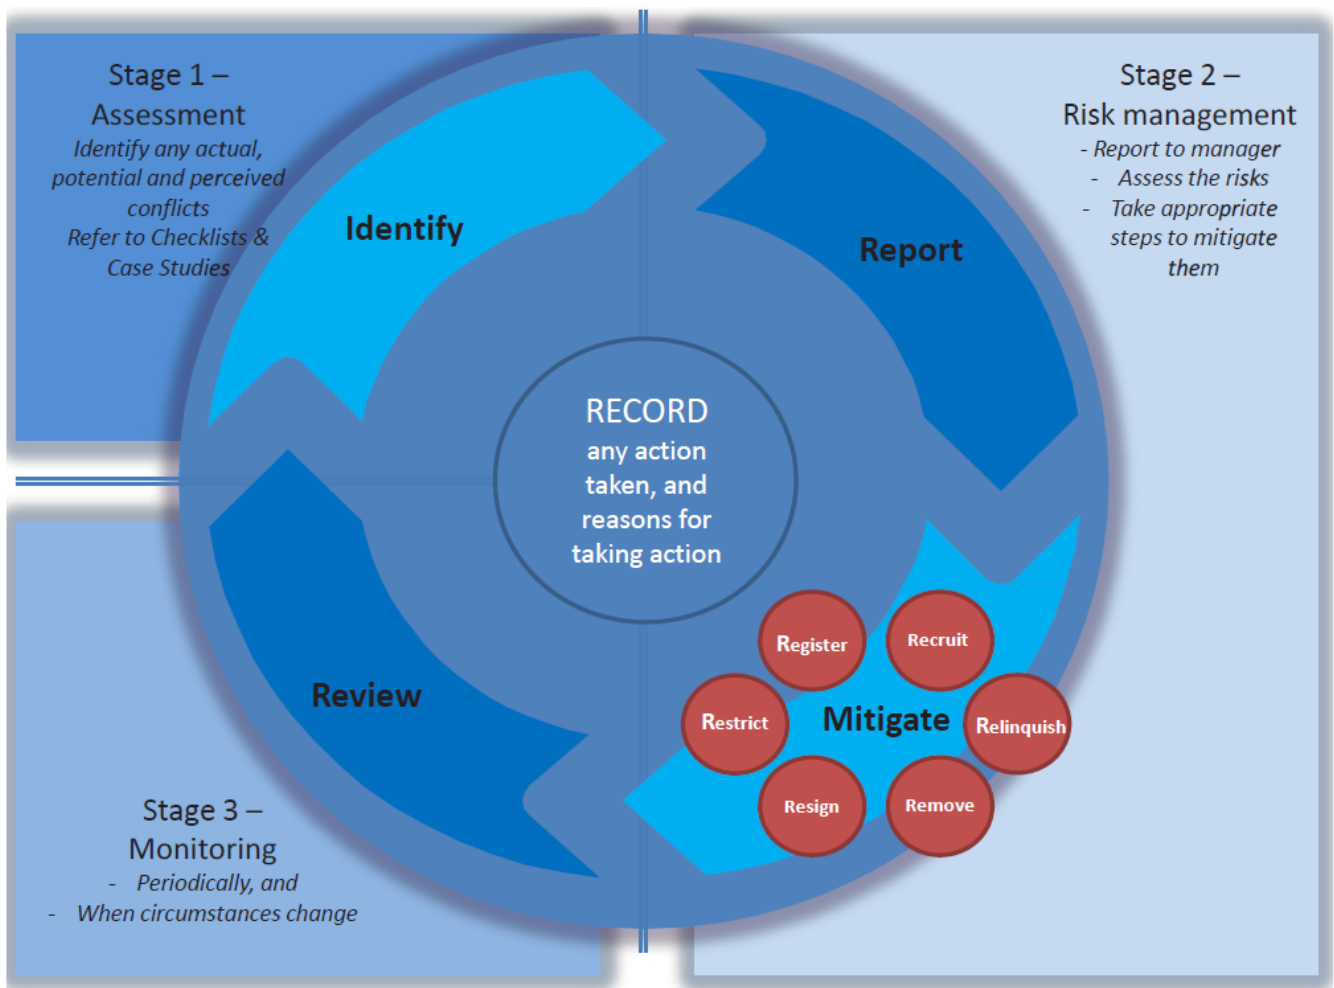 Stage 1 –
Assessment
Identify any actual,
potential and perceived
conflicts
Refer to Checklists &
Case Studies
Stage 2 –
Risk management
- Report to manager
- Assess the risks
- Take appropriate
steps to mitigate
them
Identify
Report
RECORD
any action
taken, and
reasons for
taking action
Register
Recruit
Restrict
Mitigate
Relinquish
Resign
Remove
Review
Stage 3 –
Monitoring
- Periodically, and
- When circumstances change